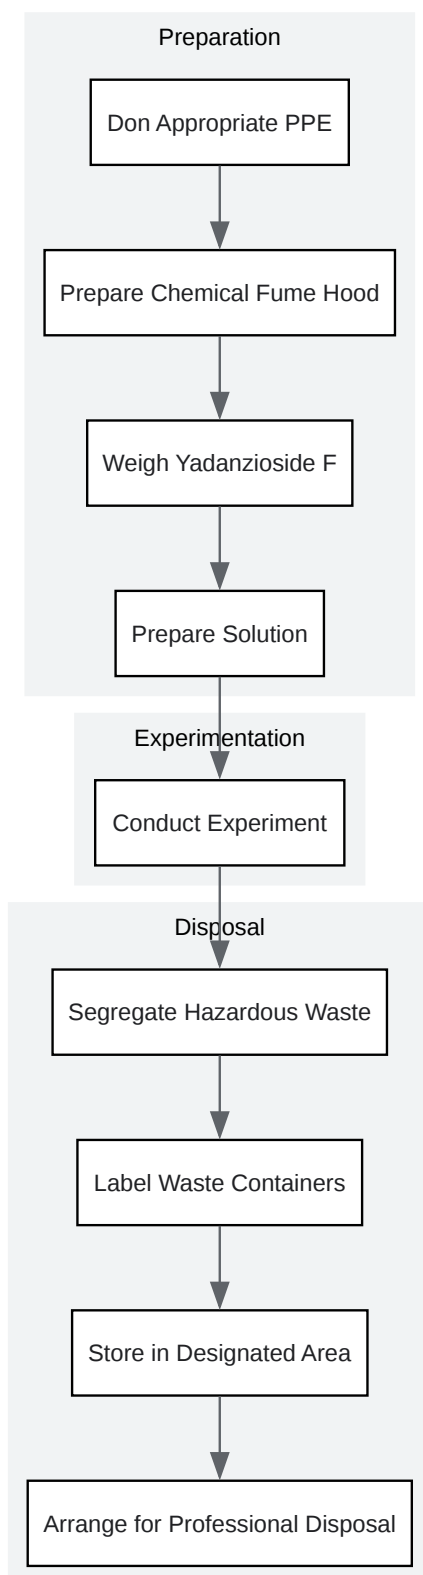 Preparation
Don Appropriate PPE
Prepare Chemical Fume Hood
Weigh Yadanzioside F
Prepare Solution
Experimentation
Conduct Experiment
Disposal
Segregate Hazardous Waste
Label Waste Containers
Store in Designated Area
Arrange for Professional Disposal